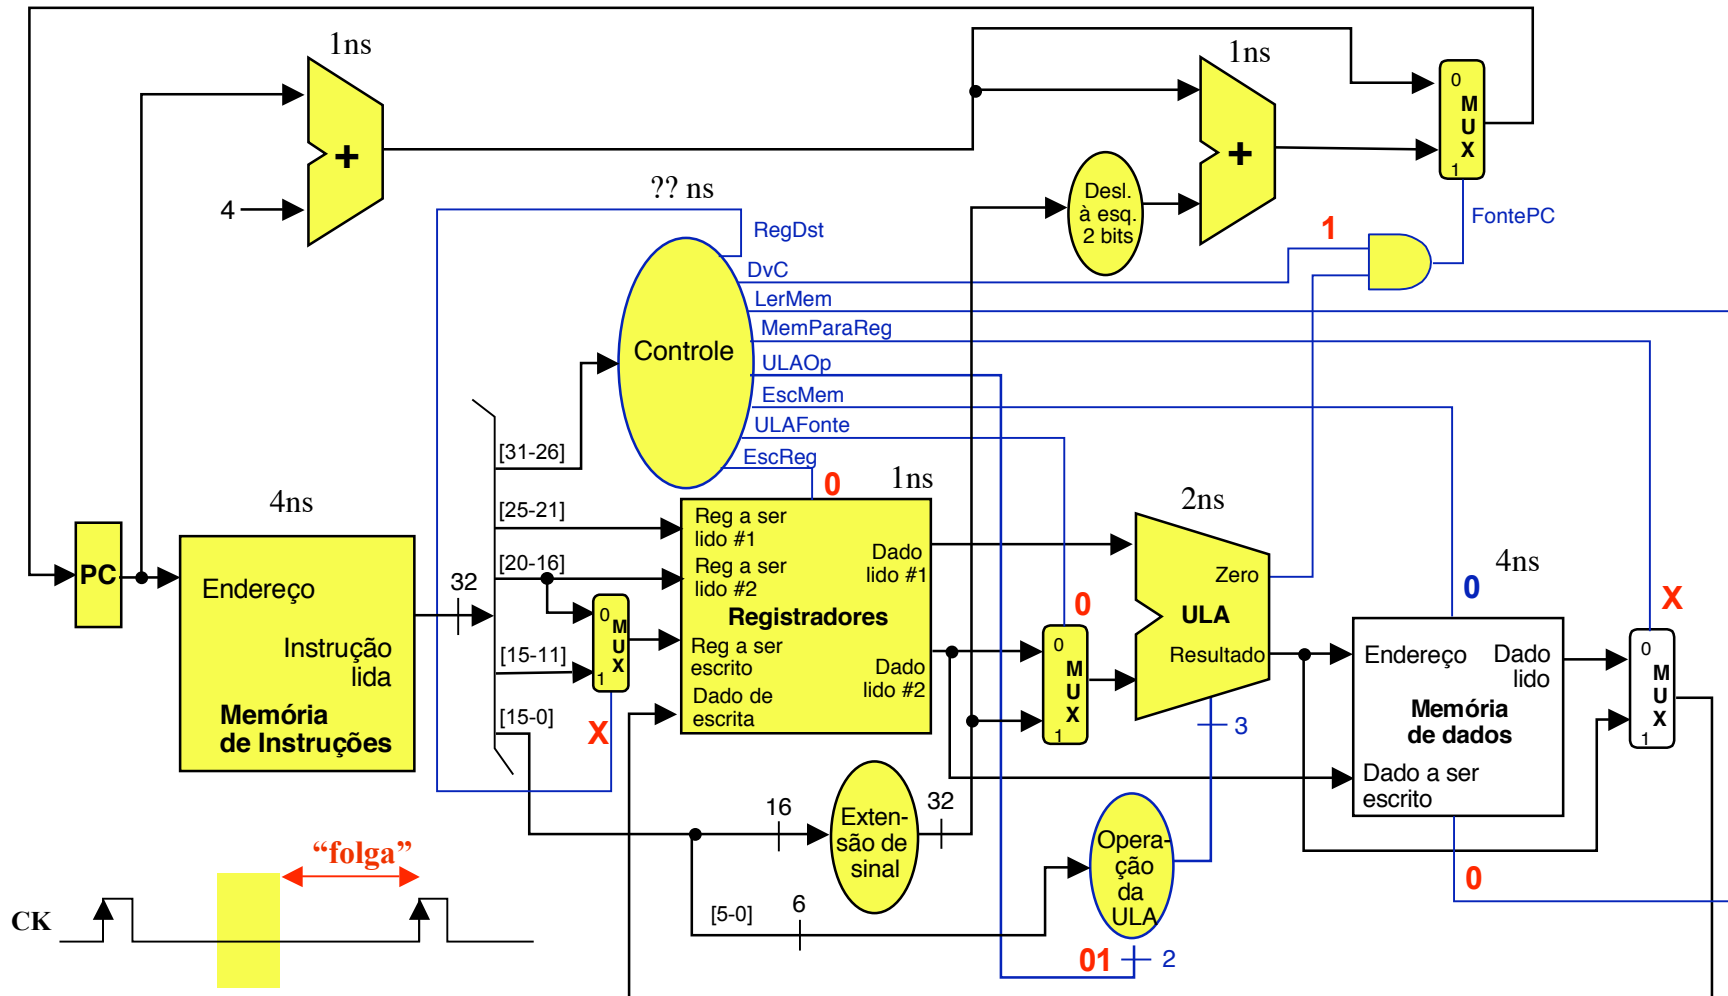 1ns
1ns
0
M
U
X
1
+
+
4
?? ns
Desl.
à esq.
2 bits
FontePC
1
RegDst
DvC
LerMem
MemParaReg
Controle
ULAOp
EscMem
ULAFonte
EscReg
[31-26]
0
1ns
2ns
4ns
4ns
[25-21]
Reg a ser
lido #1
Dado
lido #1
[20-16]
Reg a ser
lido #2
PC
Endereço
32
Registradores
Zero
0
0
X
ULA
0
M
U
X
1
Instrução
lida
[15-11]
Reg a ser
escrito
Dado
lido #2
0
M
U
X
1
Resultado
Endereço
Dado
lido
0
M
U
X
1
Memória
de Instruções
Dado de
escrita
[15-0]
X
3
Memória
de dados
Dado a ser
escrito
16
Exten-
são de
sinal
32
Opera-
ção
da
ULA
0
“folga”
CK
[5-0]
6
01
2